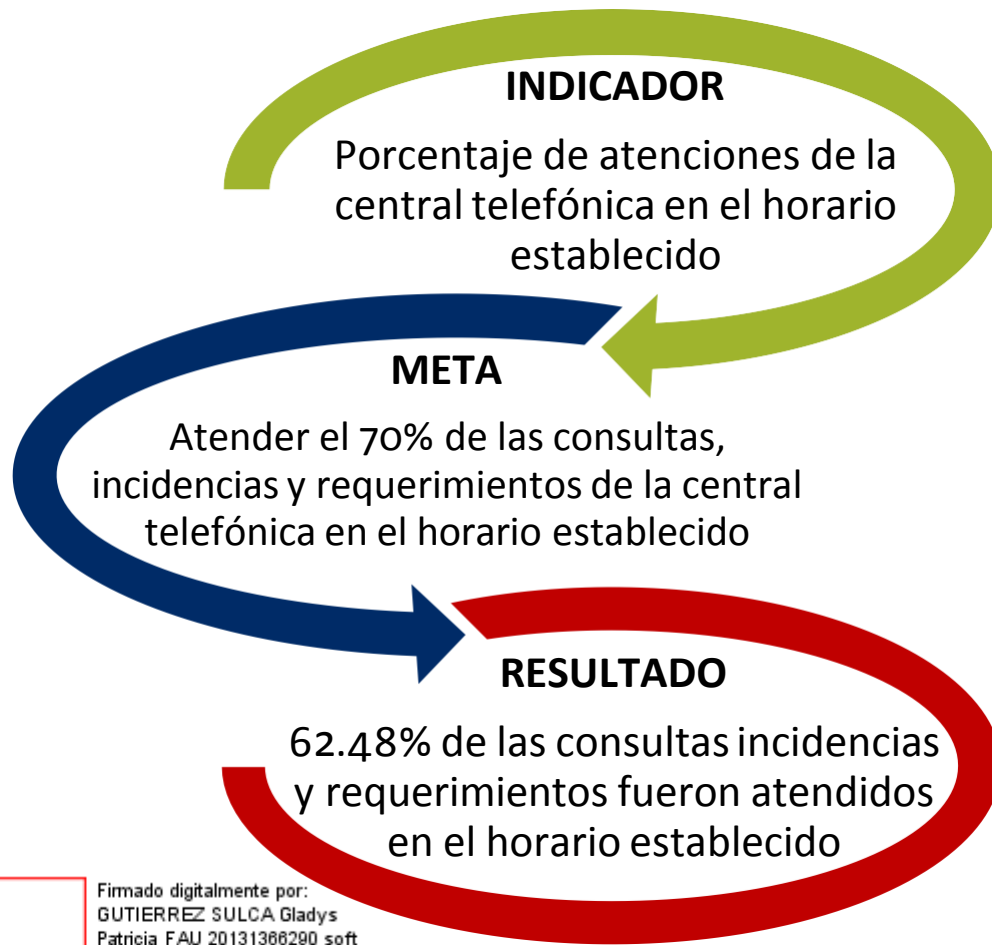 INDICADOR
Porcentaje de atenciones de la
central telefónica en el horario
establecido
META
Atender el 70% de las consultas,
incidencias y requerimientos de la central
telefónica en el horario establecido
RESULTADO
62.48% de las consultas incidencias
y requerimientos fueron atendidos
en el horario establecido
Firmado digitalmente por:
GUTIERREZ SULCA Gladys
Patricia FAU 20131366290 soft